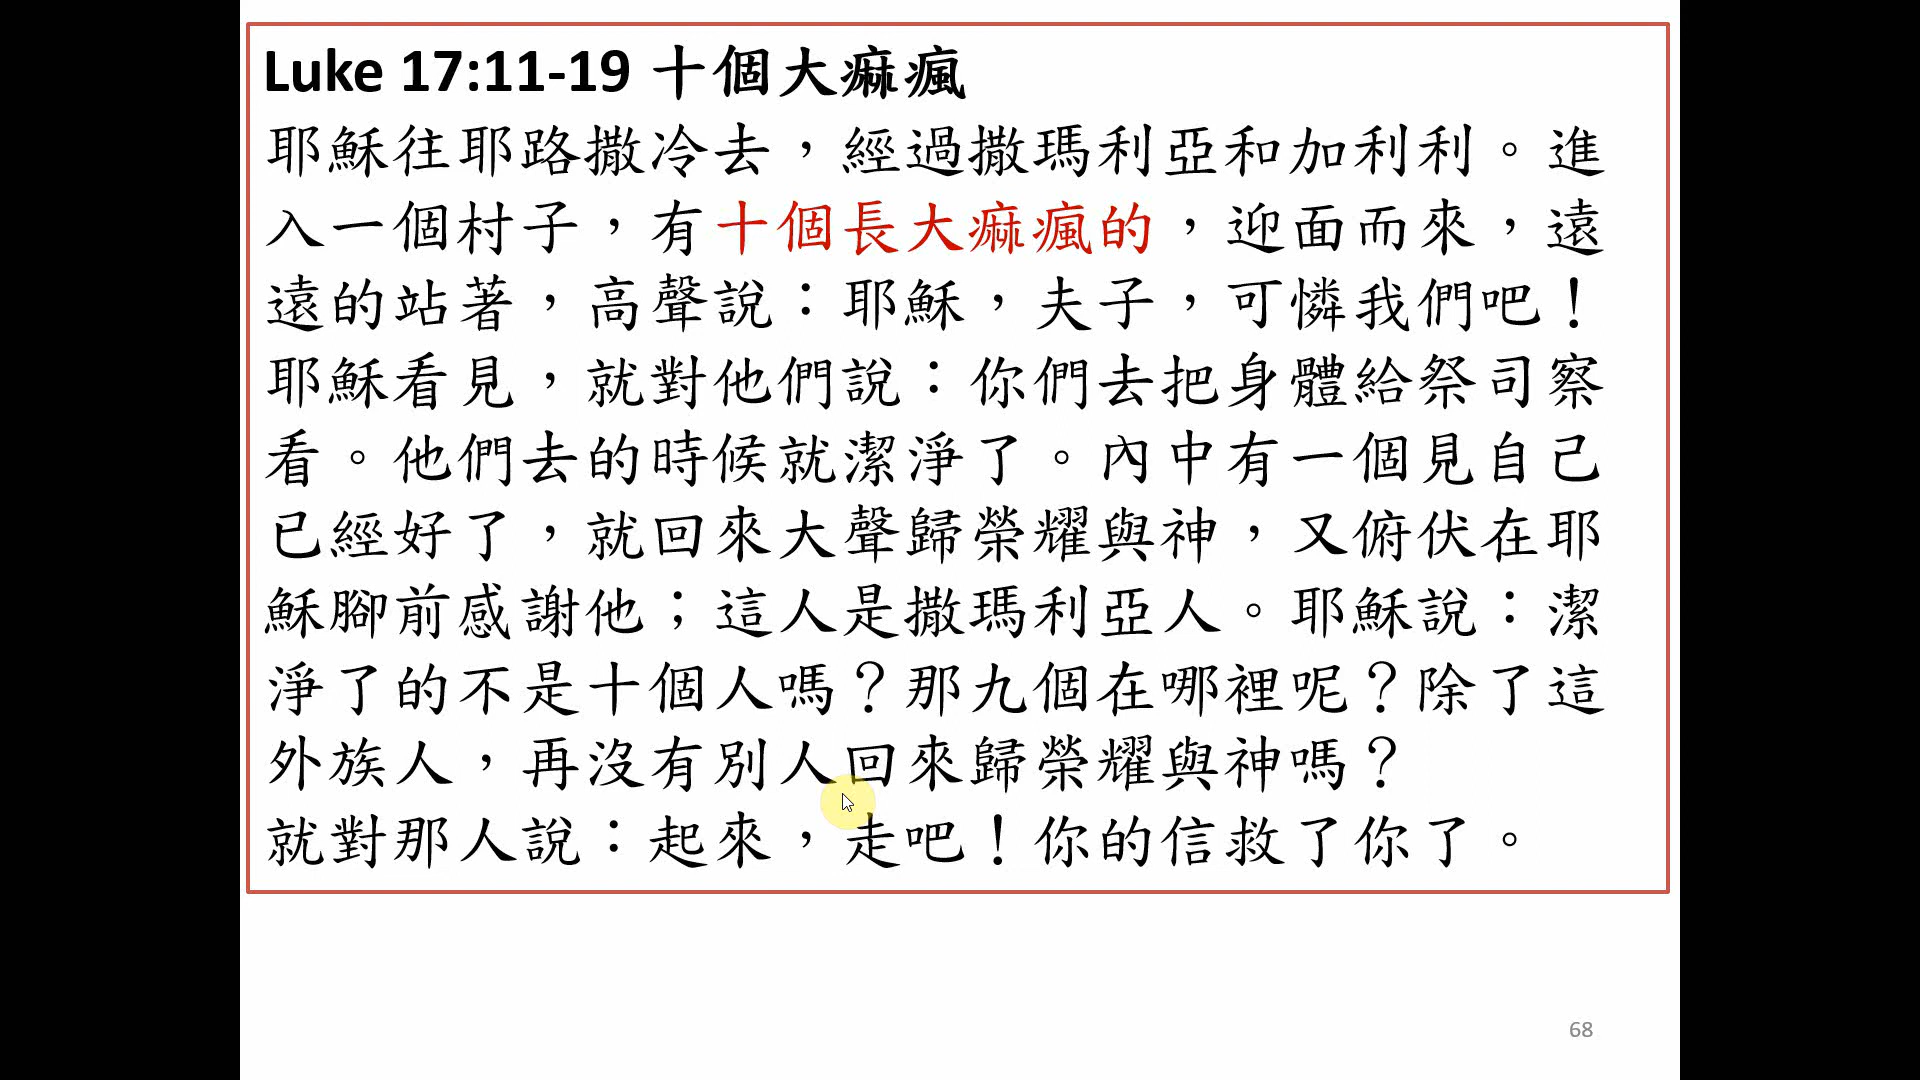 Luke 17:11-19 十個大痲瘋
耶穌往耶路撒冷去，經過撒瑪利亞和加利利。進
入一個村子，有十個長大痲瘋的，迎面而來，遠
遠的站著，高聲說：耶穌，夫子，可憐我們吧！
耶穌看見，就對他們說：你們去把身體給祭司察
看。他們去的時候就潔淨了。內中有一個見自己
已經好了，就回來大聲歸榮耀與神，又俯伏在耶
穌腳前感謝他；這人是撒瑪利亞人。耶穌說：潔
淨了的不是十個人嗎？那九個在哪裡呢？除了這
外族人，再沒有別人回來歸榮耀與神嗎？
就對那人說：起來，走吧！你的信救了你了。
68